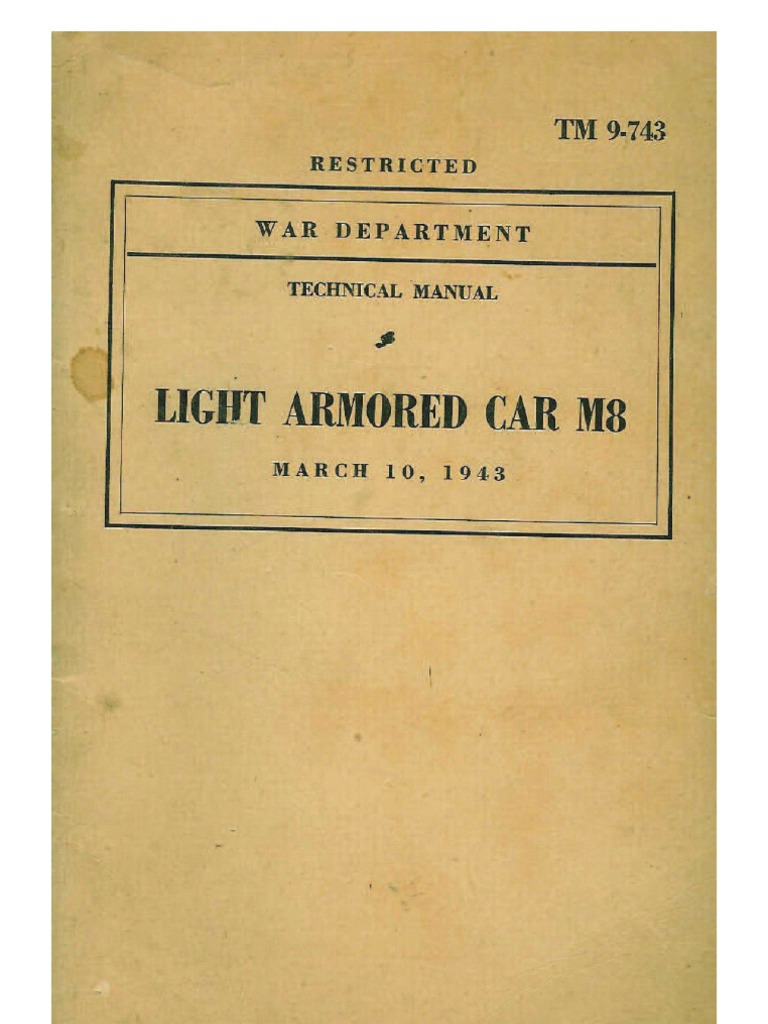 TM 9-743
RESTRICTED
WAR DEPARTMENT
TECHNICAL MANUAL
LIGHT ARMORED CAR M8
MARCH 10, 1943